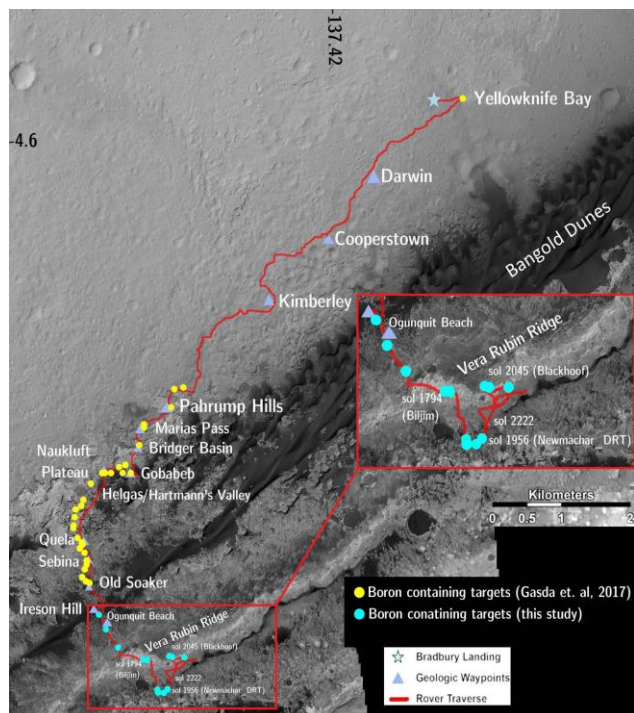 -137.42
-4.6
Yellowknife Bay
Darwin
Cooperstown
Bangold Dunes
Kimberley
Ogunquit Beach
Vera Rubin Ridge
sol 2045 (Blackhoof)
sol 1794
(Biljim)
sol 2222
sol 1956 (Newmachar_DRT)
Pahrump Hills
Marias Pass
Bridger Basin
Naukluft
Plateau
Gobabeb
Helgas/Hartmann's Valley
Quela
Sebina
Old Soaker
Ireson Hill
Ogunquit Beach
Vera Rubin Ridge
sol 2045 (Blackhoof)
sol 1794
(Biljim)
sol 2222
sol 1956 (Newmachar_DRT)
Kilometers
0 0.5 1 2
Boron containing targets (Gasda et. al, 2017)
Boron conatining targets (this study)
Bradbury Landing
Geologic Waypoints
Rover Traverse